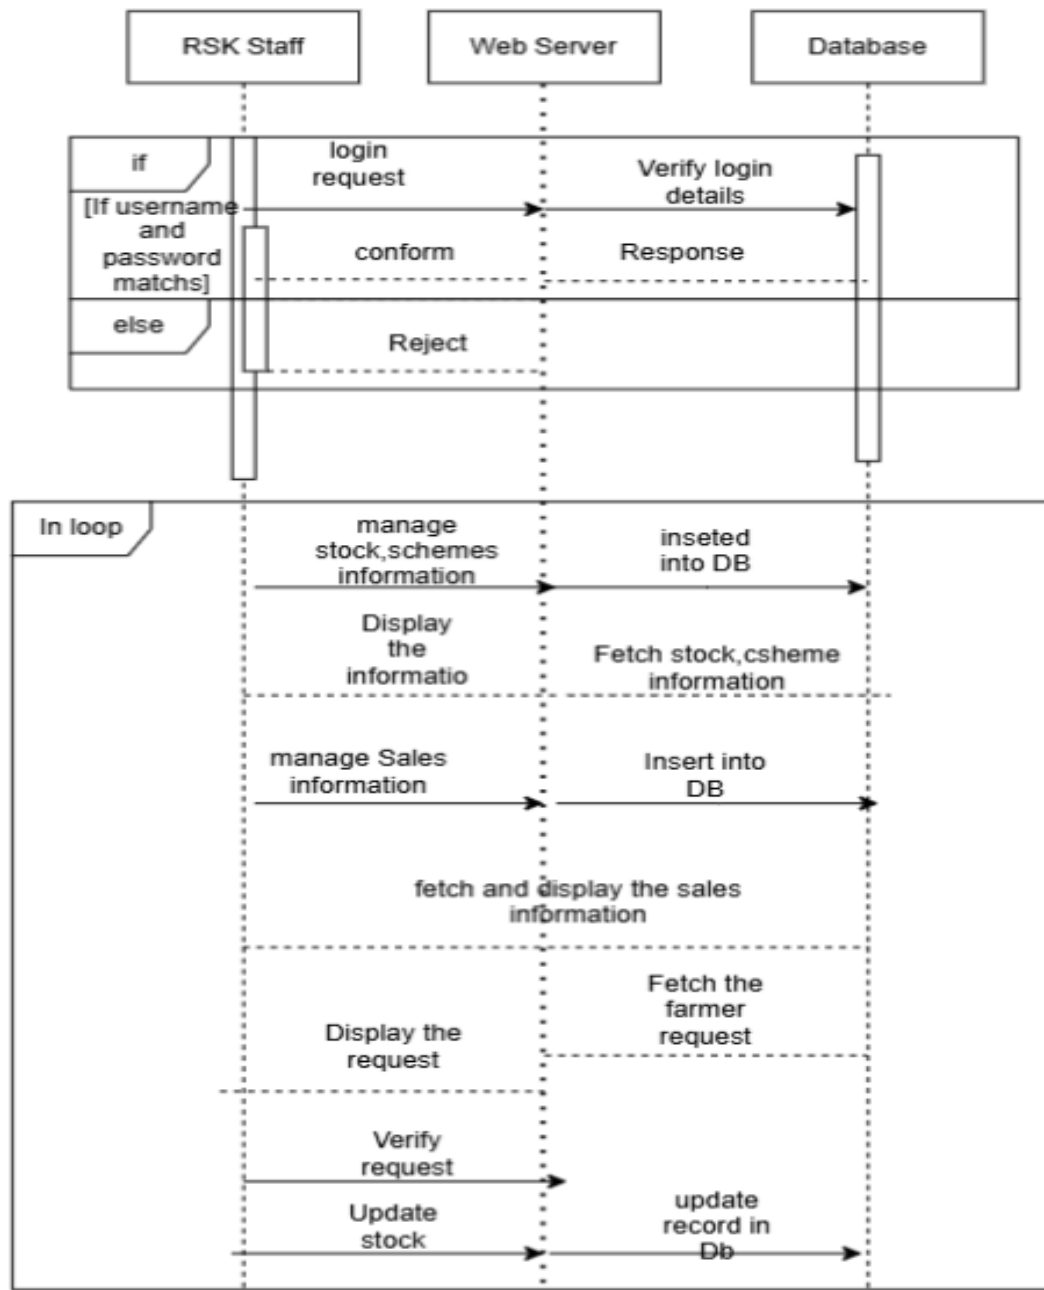 RSK Staff
Web Server
Database
if
login
request
Verify login
details
[If username
and
password
matchs]
conform
Response
else
Reject
In loop
manage
stock,schemes
information
inseted
into DB
Display
the
informatio
Fetch stock,csheme
information
manage Sales
information
Insert into
DB
fetch and display the sales
information
Fetch the
farmer
request
Display the
request
Verify
request
Update
stock
update
record in
Db